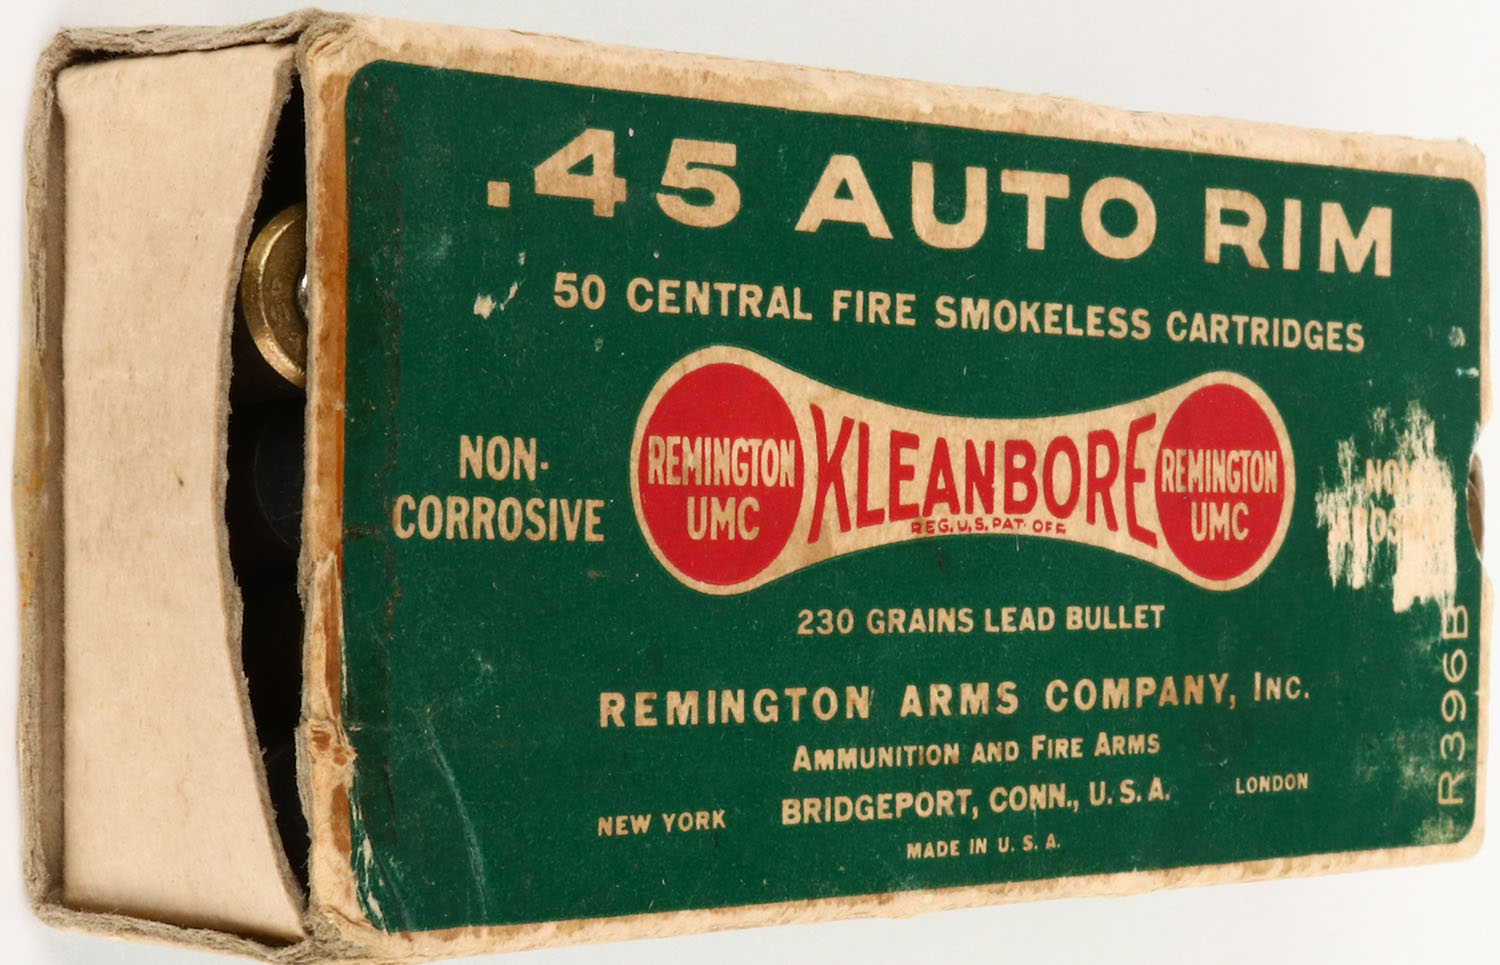 .45 AUTO RIM
50 CENTRAL FIRE SMOKELESS CARTRIDGES
NON-
CORROSIVE
REMINGTON
UMC
KLEANBORE
REG. U.S. PAT. OFF.
REMINGTON
UMC
230 GRAINS LEAD BULLET
REMINGTON ARMS COMPANY, INC.
AMMUNITION AND FIRE ARMS
NEW YORK BRIDGEPORT, CONN., U.S.A. LONDON
MADE IN U.S.A.
R396B